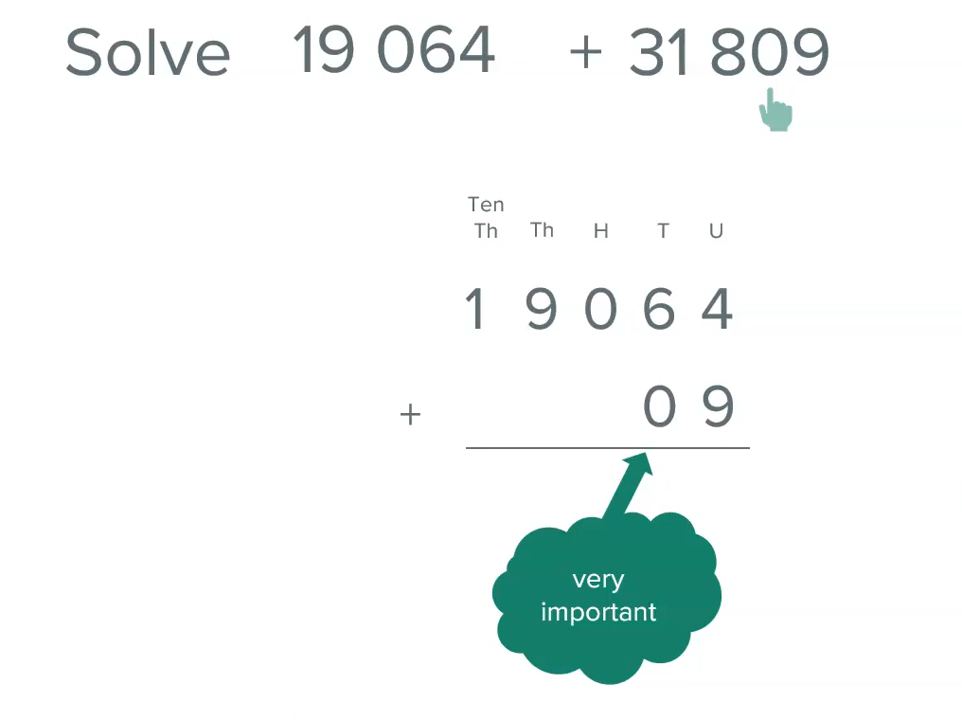 Solve 19 064 + 31 809
Ten
Th Th H T U
1 9 0 6 4
+ 0 9
very
important